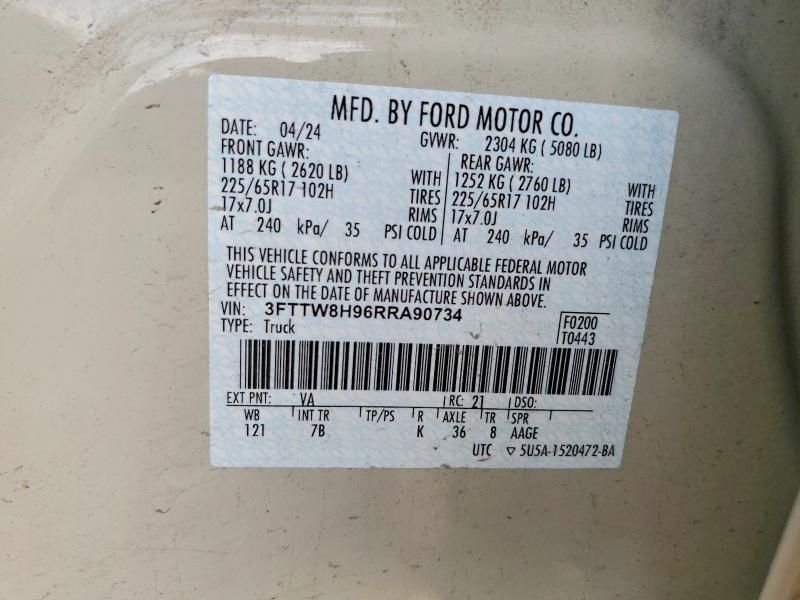 MFD. BY FORD MOTOR CO.
DATE: 04/24 GVWR: 2304 KG ( 5080 LB)
FRONT GAWR: REAR GAWR:
1188 KG ( 2620 LB) WITH 1252 KG ( 2760 LB) WITH
225/65R17 102H TIRES 225/65R17 102H TIRES
17x7.0J RIMS 17x7.0J RIMS
AT 240 kPa/ 35 PSI COLD AT 240 kPa/ 35 PSI COLD
THIS VEHICLE CONFORMS TO ALL APPLICABLE FEDERAL MOTOR
VEHICLE SAFETY AND THEFT PREVENTION STANDARDS IN
EFFECT ON THE DATE OF MANUFACTURE SHOWN ABOVE.
VIN: 3FTTW8H96RRA90734
TYPE: Truck F0200
T0443
EXT PNT: VA RC: 21 DSO:
WB INT TR TP/PS R AXLE TR SPR
121 7B K 36 8 AAGE
UTC ▽ 5U5A-1520472-BA